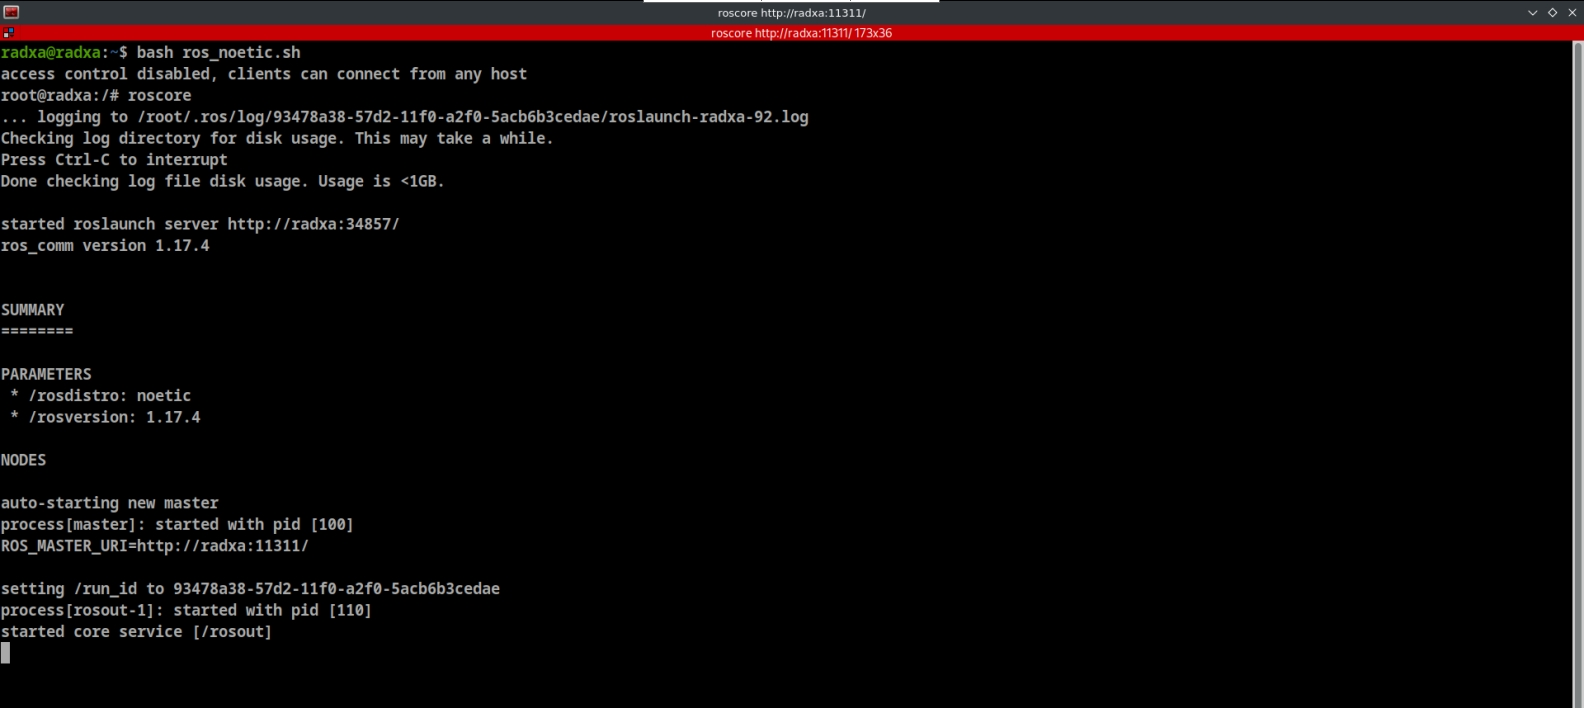 roscore http://radxa:11311/
roscore http://radxa:11311/ 173x36
radxa@radxa:~$ bash ros_noetic.sh
access control disabled, clients can connect from any host
root@radxa:/# roscore
... logging to /root/.ros/log/93478a38-57d2-11f0-a2f0-5acb6b3cedae/roslaunch-radxa-92.log
Checking log directory for disk usage. This may take a while.
Press Ctrl-C to interrupt
Done checking log file disk usage. Usage is <1GB.
started roslaunch server http://radxa:34857/
ros_comm version 1.17.4
SUMMARY
========
PARAMETERS
 * /rosdistro: noetic
 * /rosversion: 1.17.4
NODES
auto-starting new master
process[master]: started with pid [100]
ROS_MASTER_URI=http://radxa:11311/
setting /run_id to 93478a38-57d2-11f0-a2f0-5acb6b3cedae
process[rosout-1]: started with pid [110]
started core service [/rosout]